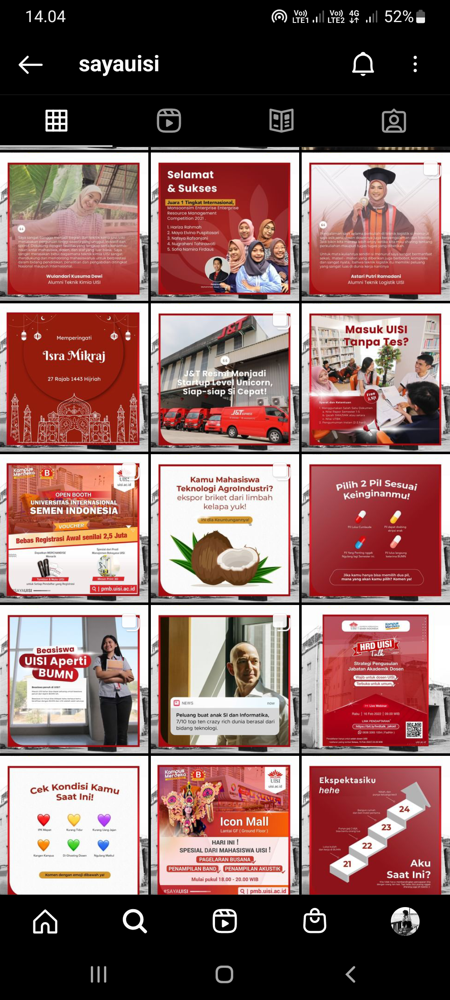 14.04
Vo)) LTE1
Vo)) LTE2
4G
52%
sayauisi
Saya sangat bangga menjadi bagian dari teknik kimia uisi. UISI
merupakan perguruan tinggi swasta yang unggul, inovatif dan
sportif. Didukung dengan fasilitas yang lengkap serta keharmo-
nisan antar mahasiswa, dosen, dan staf yang luar biasa. Saya
sangat merasakan betul bagaimana teknik kimia UISI sangat
mendukung dan mendorong mahasiswanya untuk berprestasi
dalam bidang pendidikan, penelitian dan pengabdian ditingkat
Nasional maupun Internasional.
Wulandari Kusuma Dewi
Alumni Teknik Kimia UISI
Selamat
& Sukses
Juara 1 Tingkat Internasional,
Monsoonsim Enterprise Enterprise
Resource Management
Competition 2021 .
1. Hariza Rahmah
2. Maya Elvina Puspitasari
3. Nafsya Rafsanjani
4. Nugraheni Tahirawati
5. Sofia Namira Firdaus
Pengalaman saya selama perkuliah di teknik logistik si menurut
saya asik,seru, dosen dosennya juga berpengalaman dan friendly.
Jadi bikin kita merasa lebih enjoy ketika kita mau sharing tentang
perkuliahan maupun tugas tugas yang diberikan.
Untuk mata kuliahnya sendiri si menurut saya sangat bermanfaat
sekali, materi - materi yang diberikan juga berbobot, kompleks
dan sangat nyata, bahwa teknik logistik itu memiliki peluang
yang sangat luas di dunia kerja nantinya
Astari Putri Ramadani
Alumni Teknik Logistik UISI
Memperingati
Isra Mikraj
27 Rajab 1443 Hijriah
J&T
J&T Resmi Menjadi
Startup Level Unicorn,
Siap-siap Si Cepat!
J&T EXPRESS
Masuk UISI
Tanpa Tes?
Free
2,5jt
Syarat dan Ketentuan
1. Menggunakan Salah Satu Dokumen
a. Nilai Rapor Semester 1-5
b. Ijazah SMA/SMK atau setara
c. Nilai UTBK
2. Pengumuman Instan (2-3 hari)
Kampus
Merdeka
B
UISI
uisi.ac.id
OPEN BOOTH
UNIVERSITAS INTERNASIONAL
SEMEN INDONESIA
VOUCHER
Bebas Registrasi Awal senilai 2,5 Juta
Dapatkan MERCHANDISE
Menarik
Spesial dari Prodi
Manajemen Rekayasa UISI
Tumbler & Note UISI
Mesin Print 3D
untuk Setiap Pendaftar yang Registrasi
#SAYAUISI
pmb.uisi.ac.id
Kamu Mahasiswa
Teknologi AgroIndustri?
ekspor briket dari limbah
kelapa yuk!
Ini dia Keuntungannya!
Pilih 2 Pil Sesuai
Keinginanmu!
Pil Lulus Cumlaude
Pil dapat dosbing
skripsi enak
Pil Yang Penting nggak
Ngulang lagi Semester ini.
Pil lulus langsung
keterima BUMN
Jika kamu hanya bisa memilih dua pil,
mana yang akan kamu pilih? Komen ya!
Beasiswa
UISI Aperti
BUMN
Beasiswa penuh di UISI?
NEWS
now
Peluang buat anak SI dan Informatika,
7/10 top ten crazy rich dunia berasal dari
bidang teknologi.
UISI
SEMEN INDONESIA
Kampus
Merdeka
HRD UISI
Talk
Strategi Pengusulan
Jabatan Akademik Dosen
Wajib untuk dosen UISI
Terbuka untuk umum
Live Webinar
Rabu | 16 Feb 2022 | 09.00 WIB
LINK PENDAFTARAN*
https://bit.ly/hrdtalk_jakad
0838 3265 1054 ( Fadhlin )
uisi.ac.id
Cek Kondisi Kamu
Saat Ini!
IPK Mepet
Kurang Tidur
Kurang Uang Jajan
Kangen Kampus
Di Ghosting Dosen
Ngulang Matkul
Komen dengan emoji dibawah ya!
Kampus
Merdeka
B
UISI
uisi.ac.id
Icon Mall
Lantai GF ( Ground Floor )
HARI INI !
SPESIAL DARI MAHASISWA UISI !
PAGELARAN BUSANA
PENAMPILAN BAND
PENAMPILAN AKUSTIK
Mulai pukul 18.00 - 20.00 WIB
#SAYAUISI
pmb.uisi.ac.id
Ekspektasiku
hehe
Nikah, dan
punya keluarga kecil
24
Bangun rumah
dan beli mobil pertama
23
Punya gaji 2 dijit,
bisa bantu orang tua
22
Lulus kuliah
dan kerja di BUMN
21
Aku
Saat Ini?